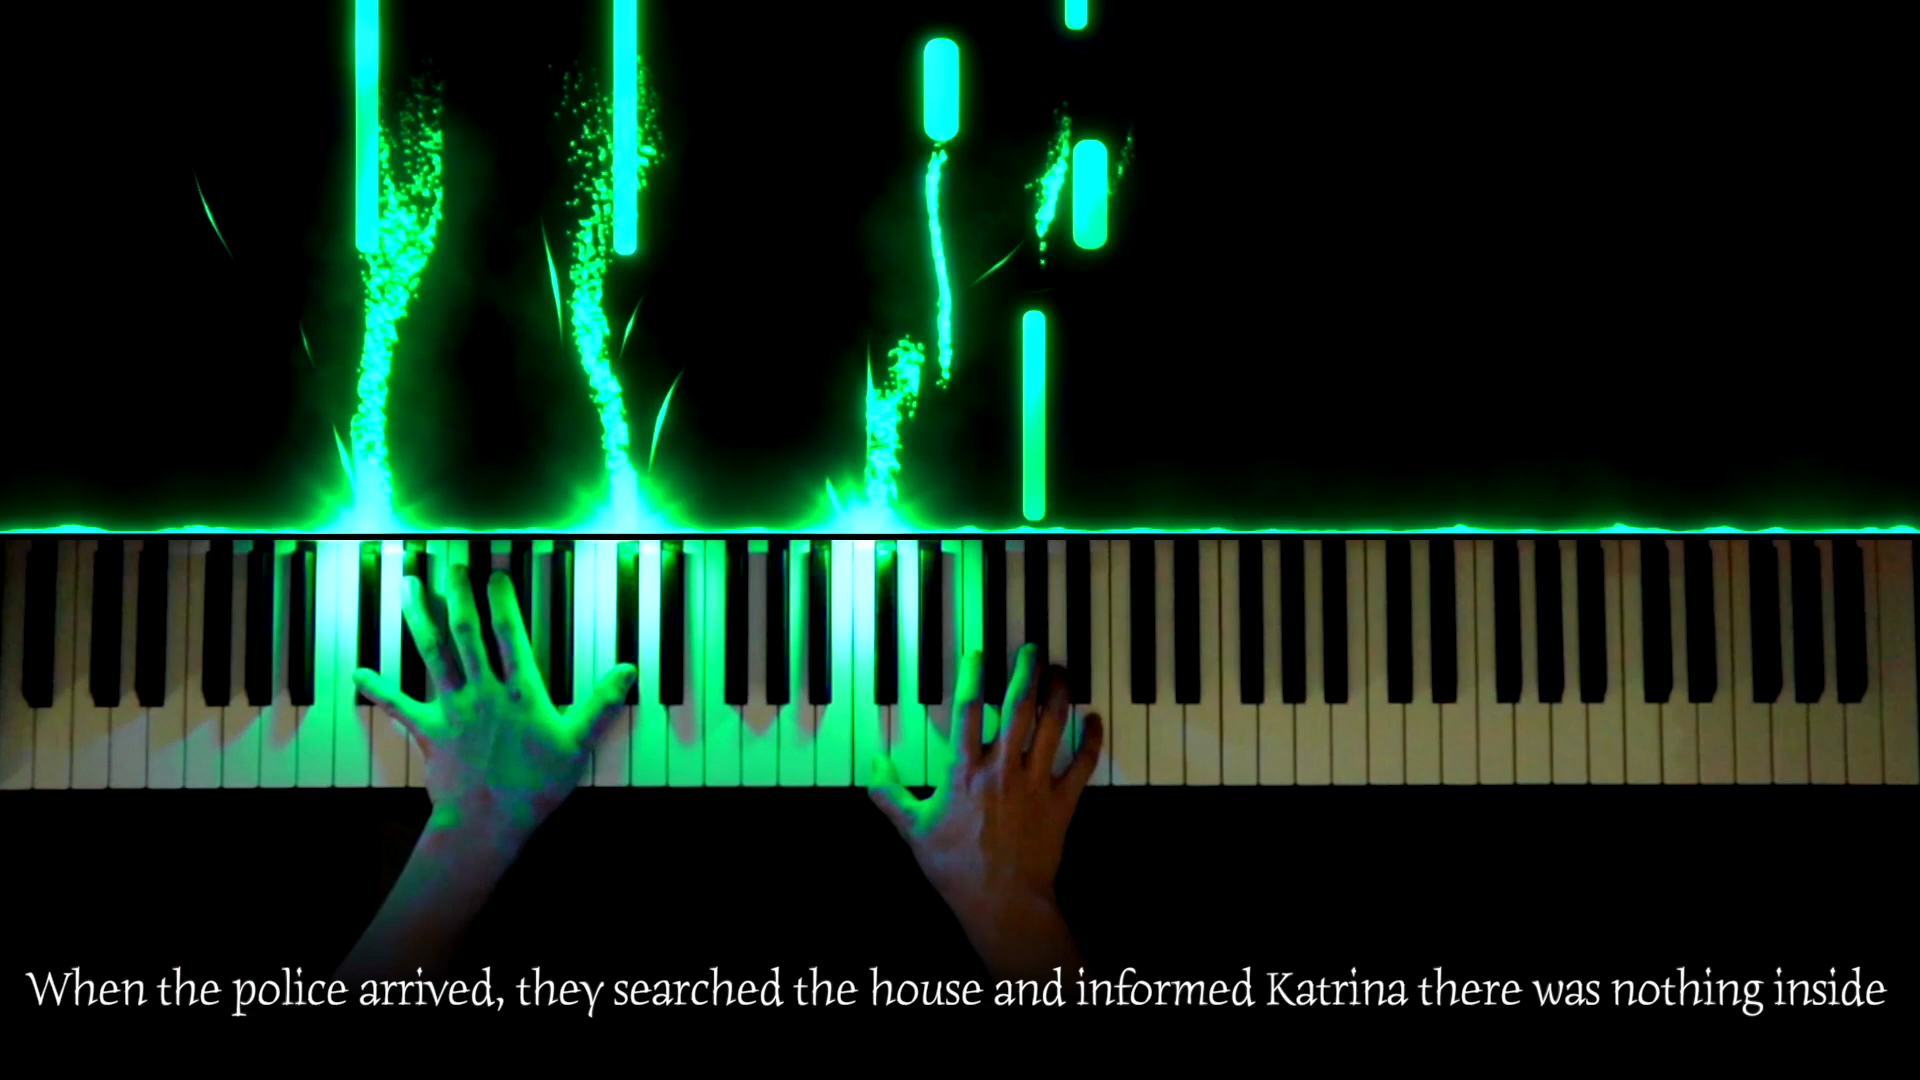 When the police arrived, they searched the house and informed Katrina there was nothing inside